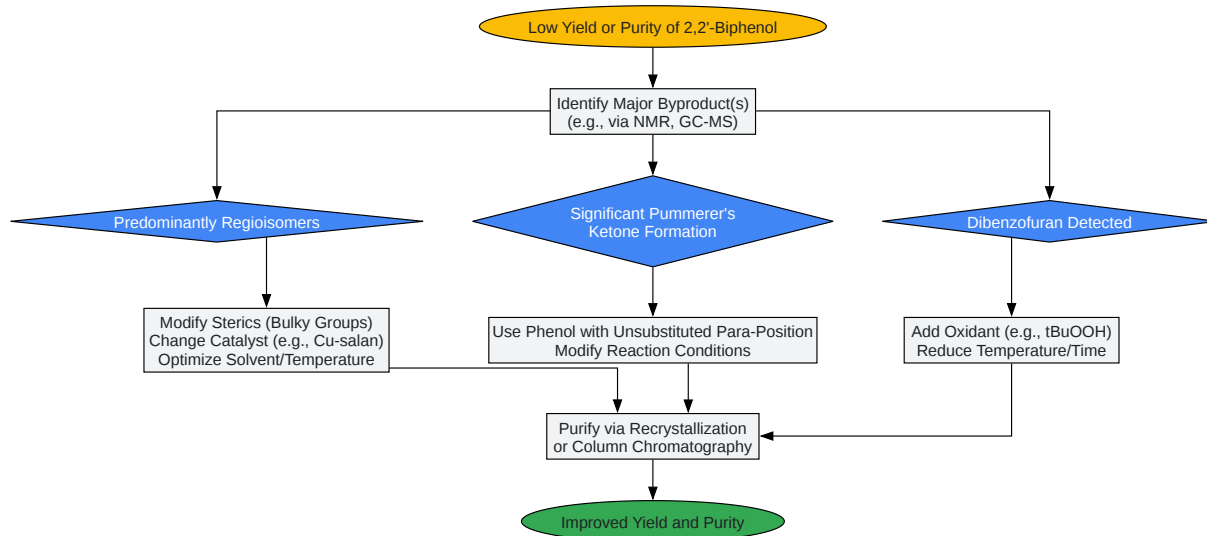 Low Yield or Purity of 2,2'-Biphenol
Identify Major Byproduct(s)
(e.g., via NMR, GC-MS)
Predominantly Regioisomers
Significant Pummerer's
Ketone Formation
Dibenzofuran Detected
Modify Sterics (Bulky Groups)
Change Catalyst (e.g., Cu-salan)
Optimize Solvent/Temperature
Use Phenol with Unsubstituted Para-Position
Modify Reaction Conditions
Add Oxidant (e.g., tBuOOH)
Reduce Temperature/Time
Purify via Recrystallization
or Column Chromatography
Improved Yield and Purity